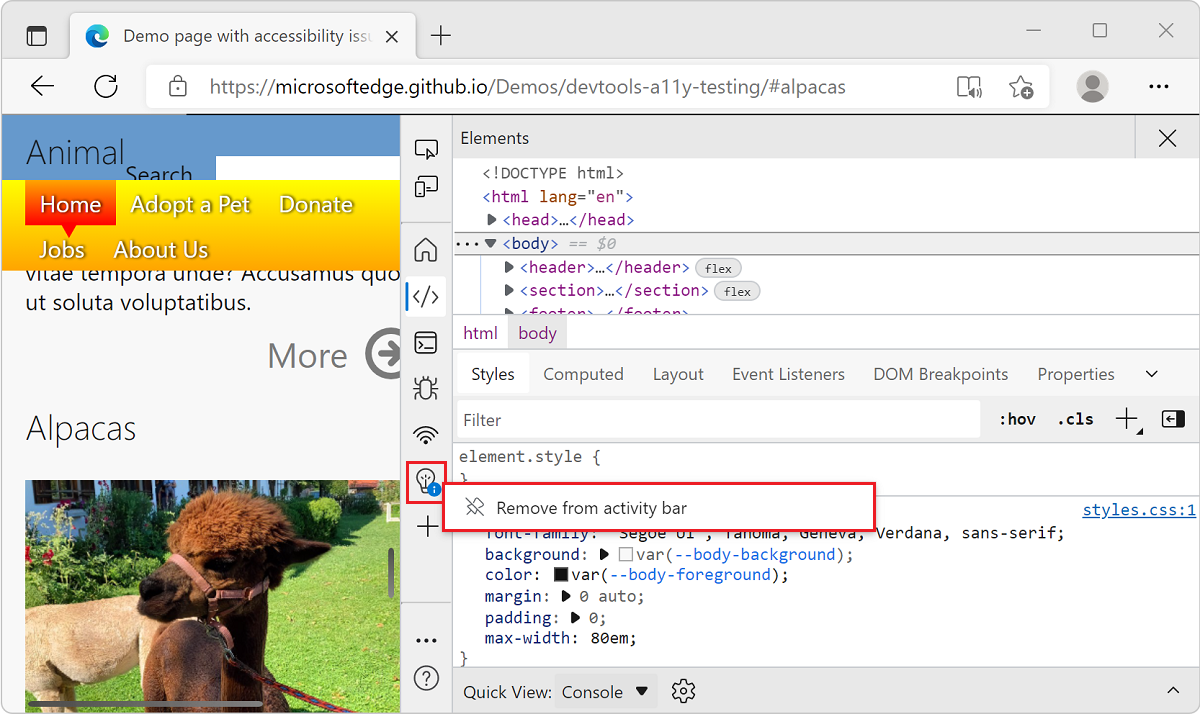 Demo page with accessibility iss
https://microsoftedge.github.io/Demos/devtools-a11y-testing/#alpacas
Animal
Search
Home Adopt a Pet Donate
Jobs About Us
vitae tempora unde? Accusamus quo
ut soluta voluptatibus.
More
Alpacas
Elements
<!DOCTYPE html>
<html lang="en">
<head>…</head>
<body> == $0
<header>…</header> flex
<section>…</section> flex
<footer>…</footer>
html body
Styles Computed Layout Event Listeners DOM Breakpoints Properties
Filter :hov .cls
element.style {
}
Remove from activity bar
styles.css:1
font-family: "Segoe UI", Tahoma, Geneva, Verdana, sans-serif;
background: var(--body-background);
color: var(--body-foreground);
margin: 0 auto;
padding: 0;
max-width: 80em;
}
Quick View: Console